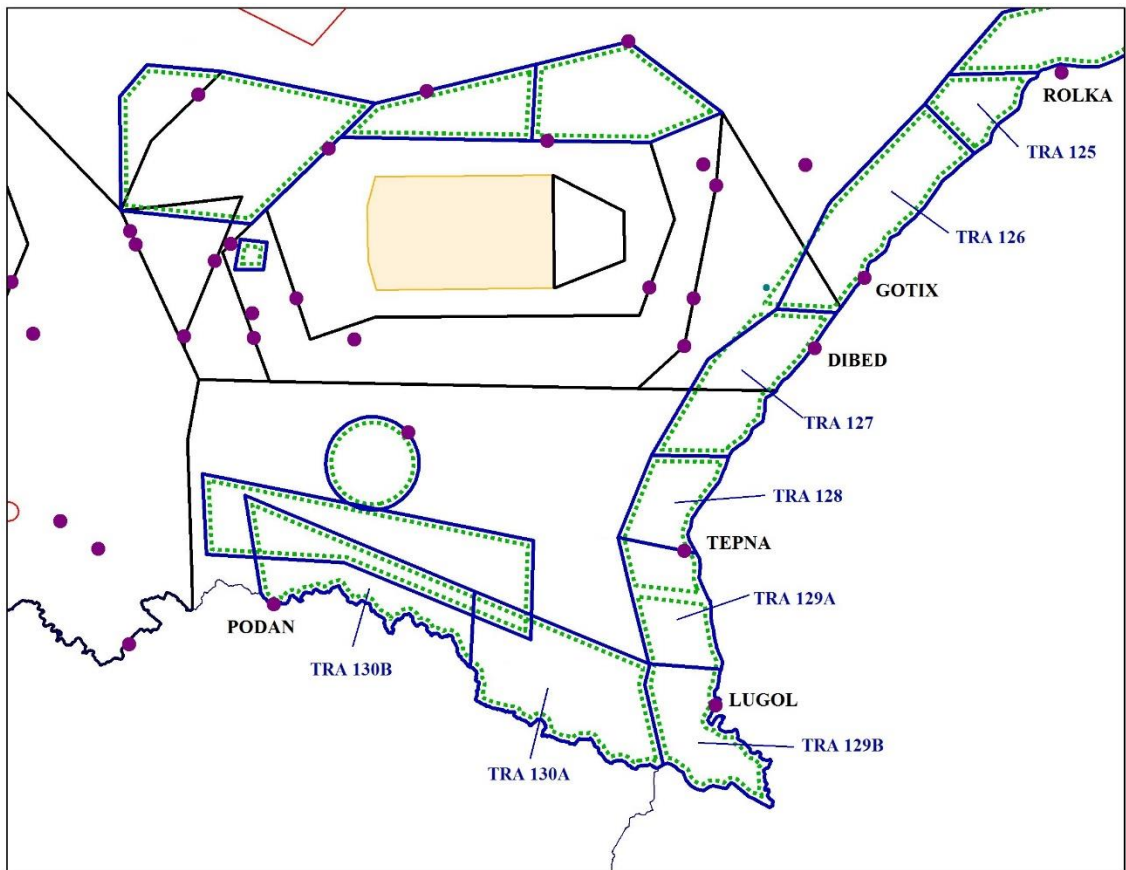 ROLKA
TRA 125
TRA 126
GOTIX
DIBED
TRA 127
TRA 128
TEPNA
TRA 129A
PODAN
TRA 130B
LUGOL
TRA 129B
TRA 130A